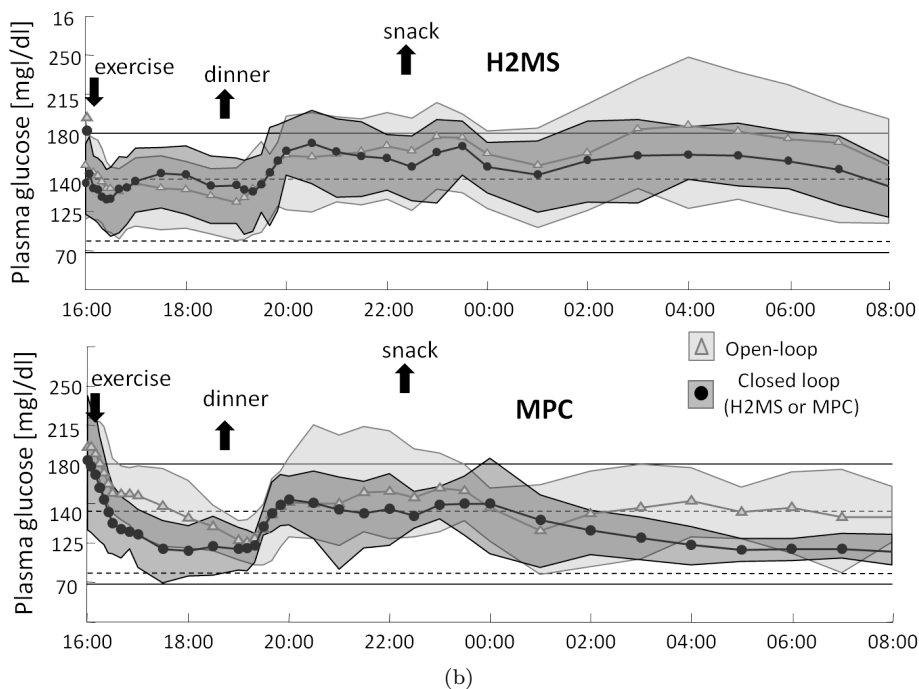 16
250
215
180
140
125
70
Plasma glucose [mgl/dl]
exercise
dinner
snack
H2MS
16:00 18:00 20:00 22:00 00:00 02:00 04:00 06:00 08:00
250
215
180
140
125
70
Plasma glucose [mgl/dl]
exercise
dinner
snack
MPC
Open-loop
Closed loop
(H2MS or MPC)
16:00 18:00 20:00 22:00 00:00 02:00 04:00 06:00 08:00
(b)